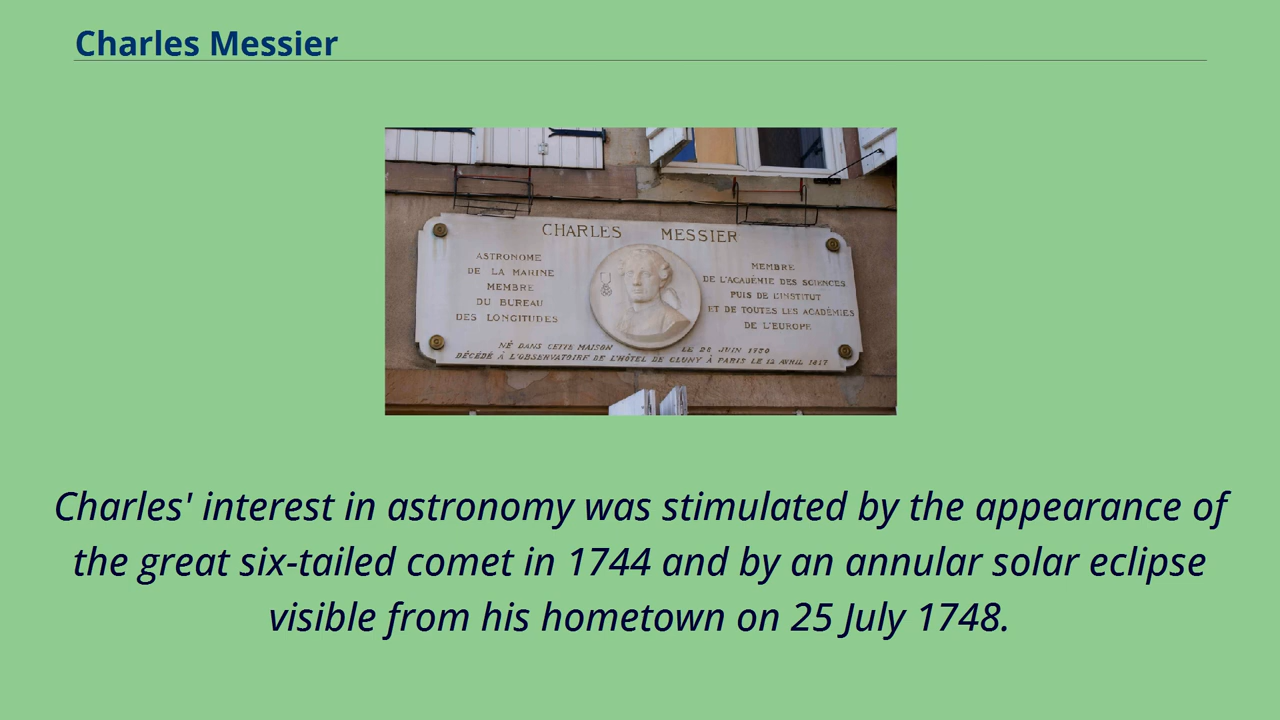 Charles Messier
CHARLES MESSIER
ASTRONOME
DE LA MARINE
MEMBRE
DU BUREAU
DES LONGITUDES
MEMBRE
DE L'ACADÉMIE DES SCIENCES
PUIS DE L'INSTITUT
ET DE TOUTES LES ACADÉMIES
DE L'EUROPE
NÉ DANS CETTE MAISON LE 26 JUIN 1730
DÉCÉDÉ À L'OBSERVATOIRE DE L'HÔTEL DE CLUNY À PARIS LE 12 AVRIL 1817
Charles' interest in astronomy was stimulated by the appearance of
the great six-tailed comet in 1744 and by an annular solar eclipse
visible from his hometown on 25 July 1748.